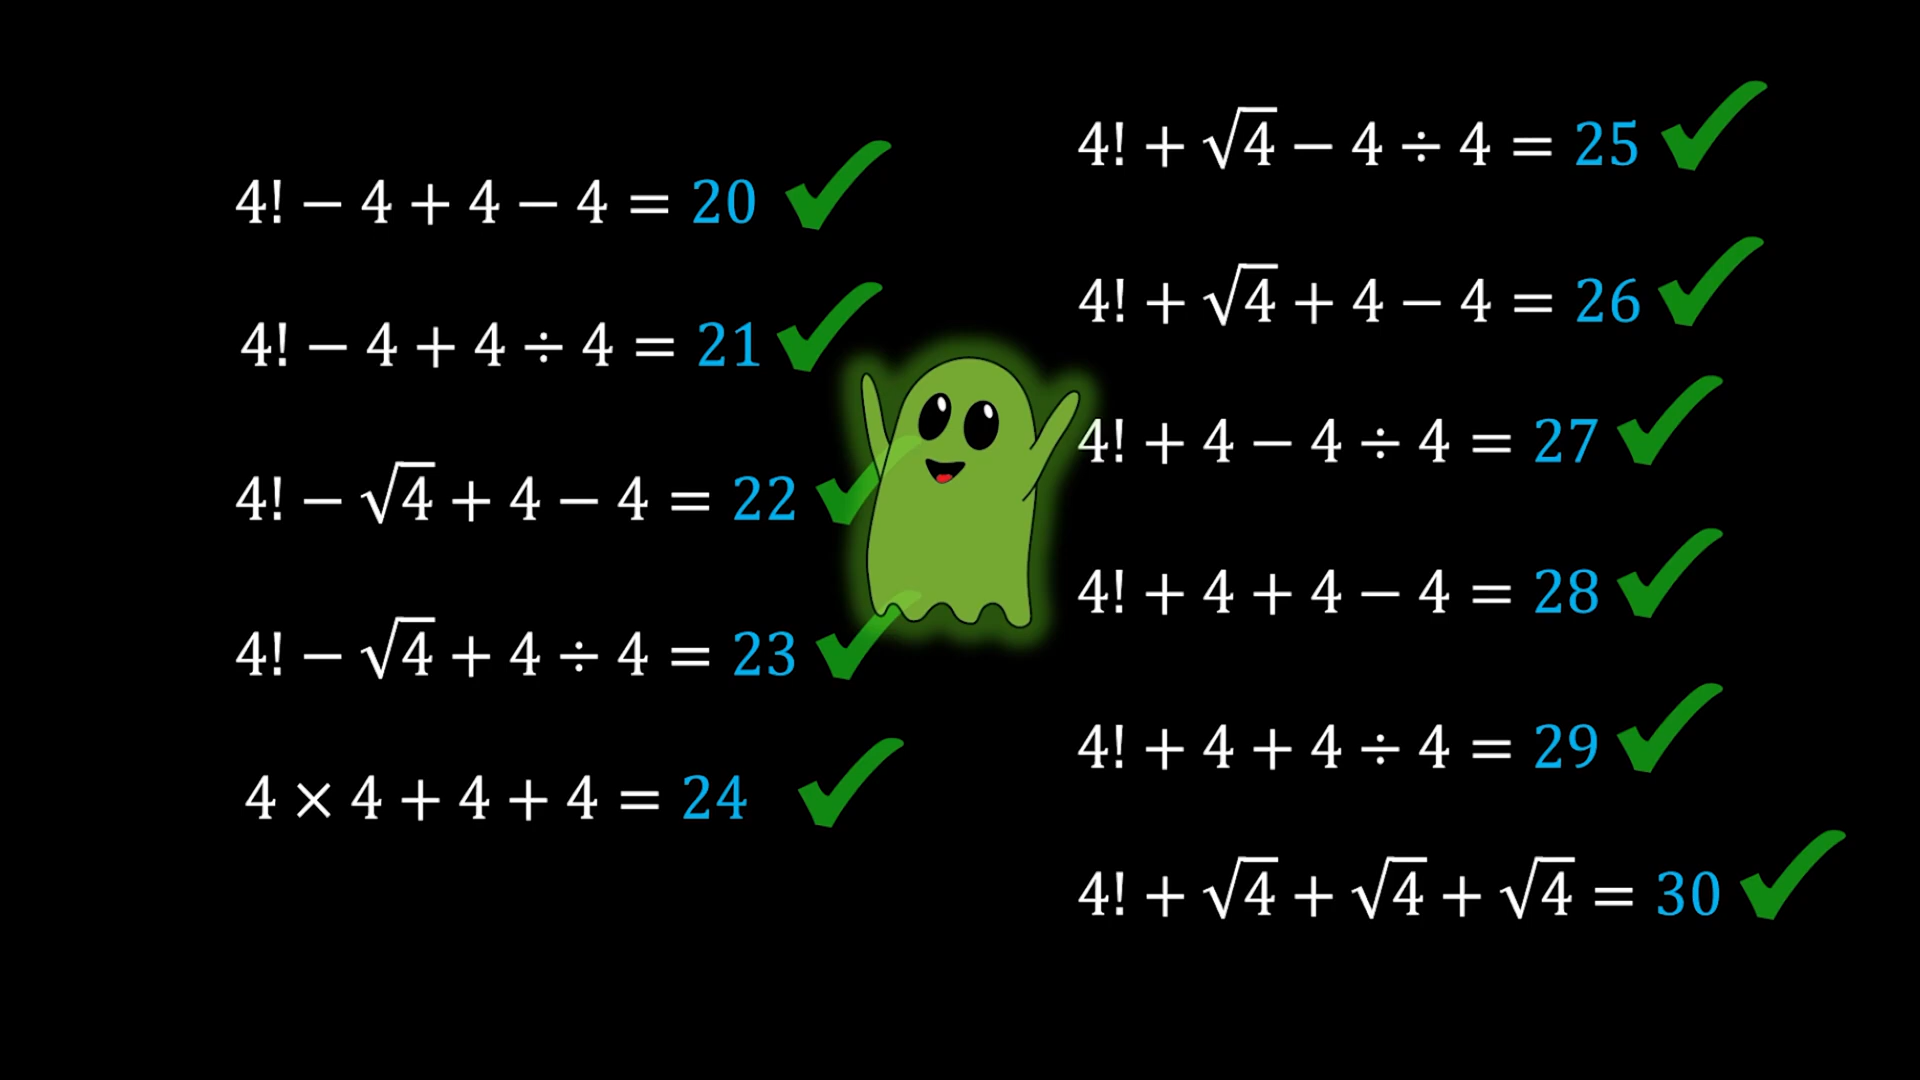 4! − 4 + 4 − 4 = 20
4! − 4 + 4 ÷ 4 = 21
4! − √4 + 4 − 4 = 22
4! − √4 + 4 ÷ 4 = 23
4 × 4 + 4 + 4 = 24
4! + √4 − 4 ÷ 4 = 25
4! + √4 + 4 − 4 = 26
4! + 4 − 4 ÷ 4 = 27
4! + 4 + 4 − 4 = 28
4! + 4 + 4 ÷ 4 = 29
4! + √4 + √4 + √4 = 30